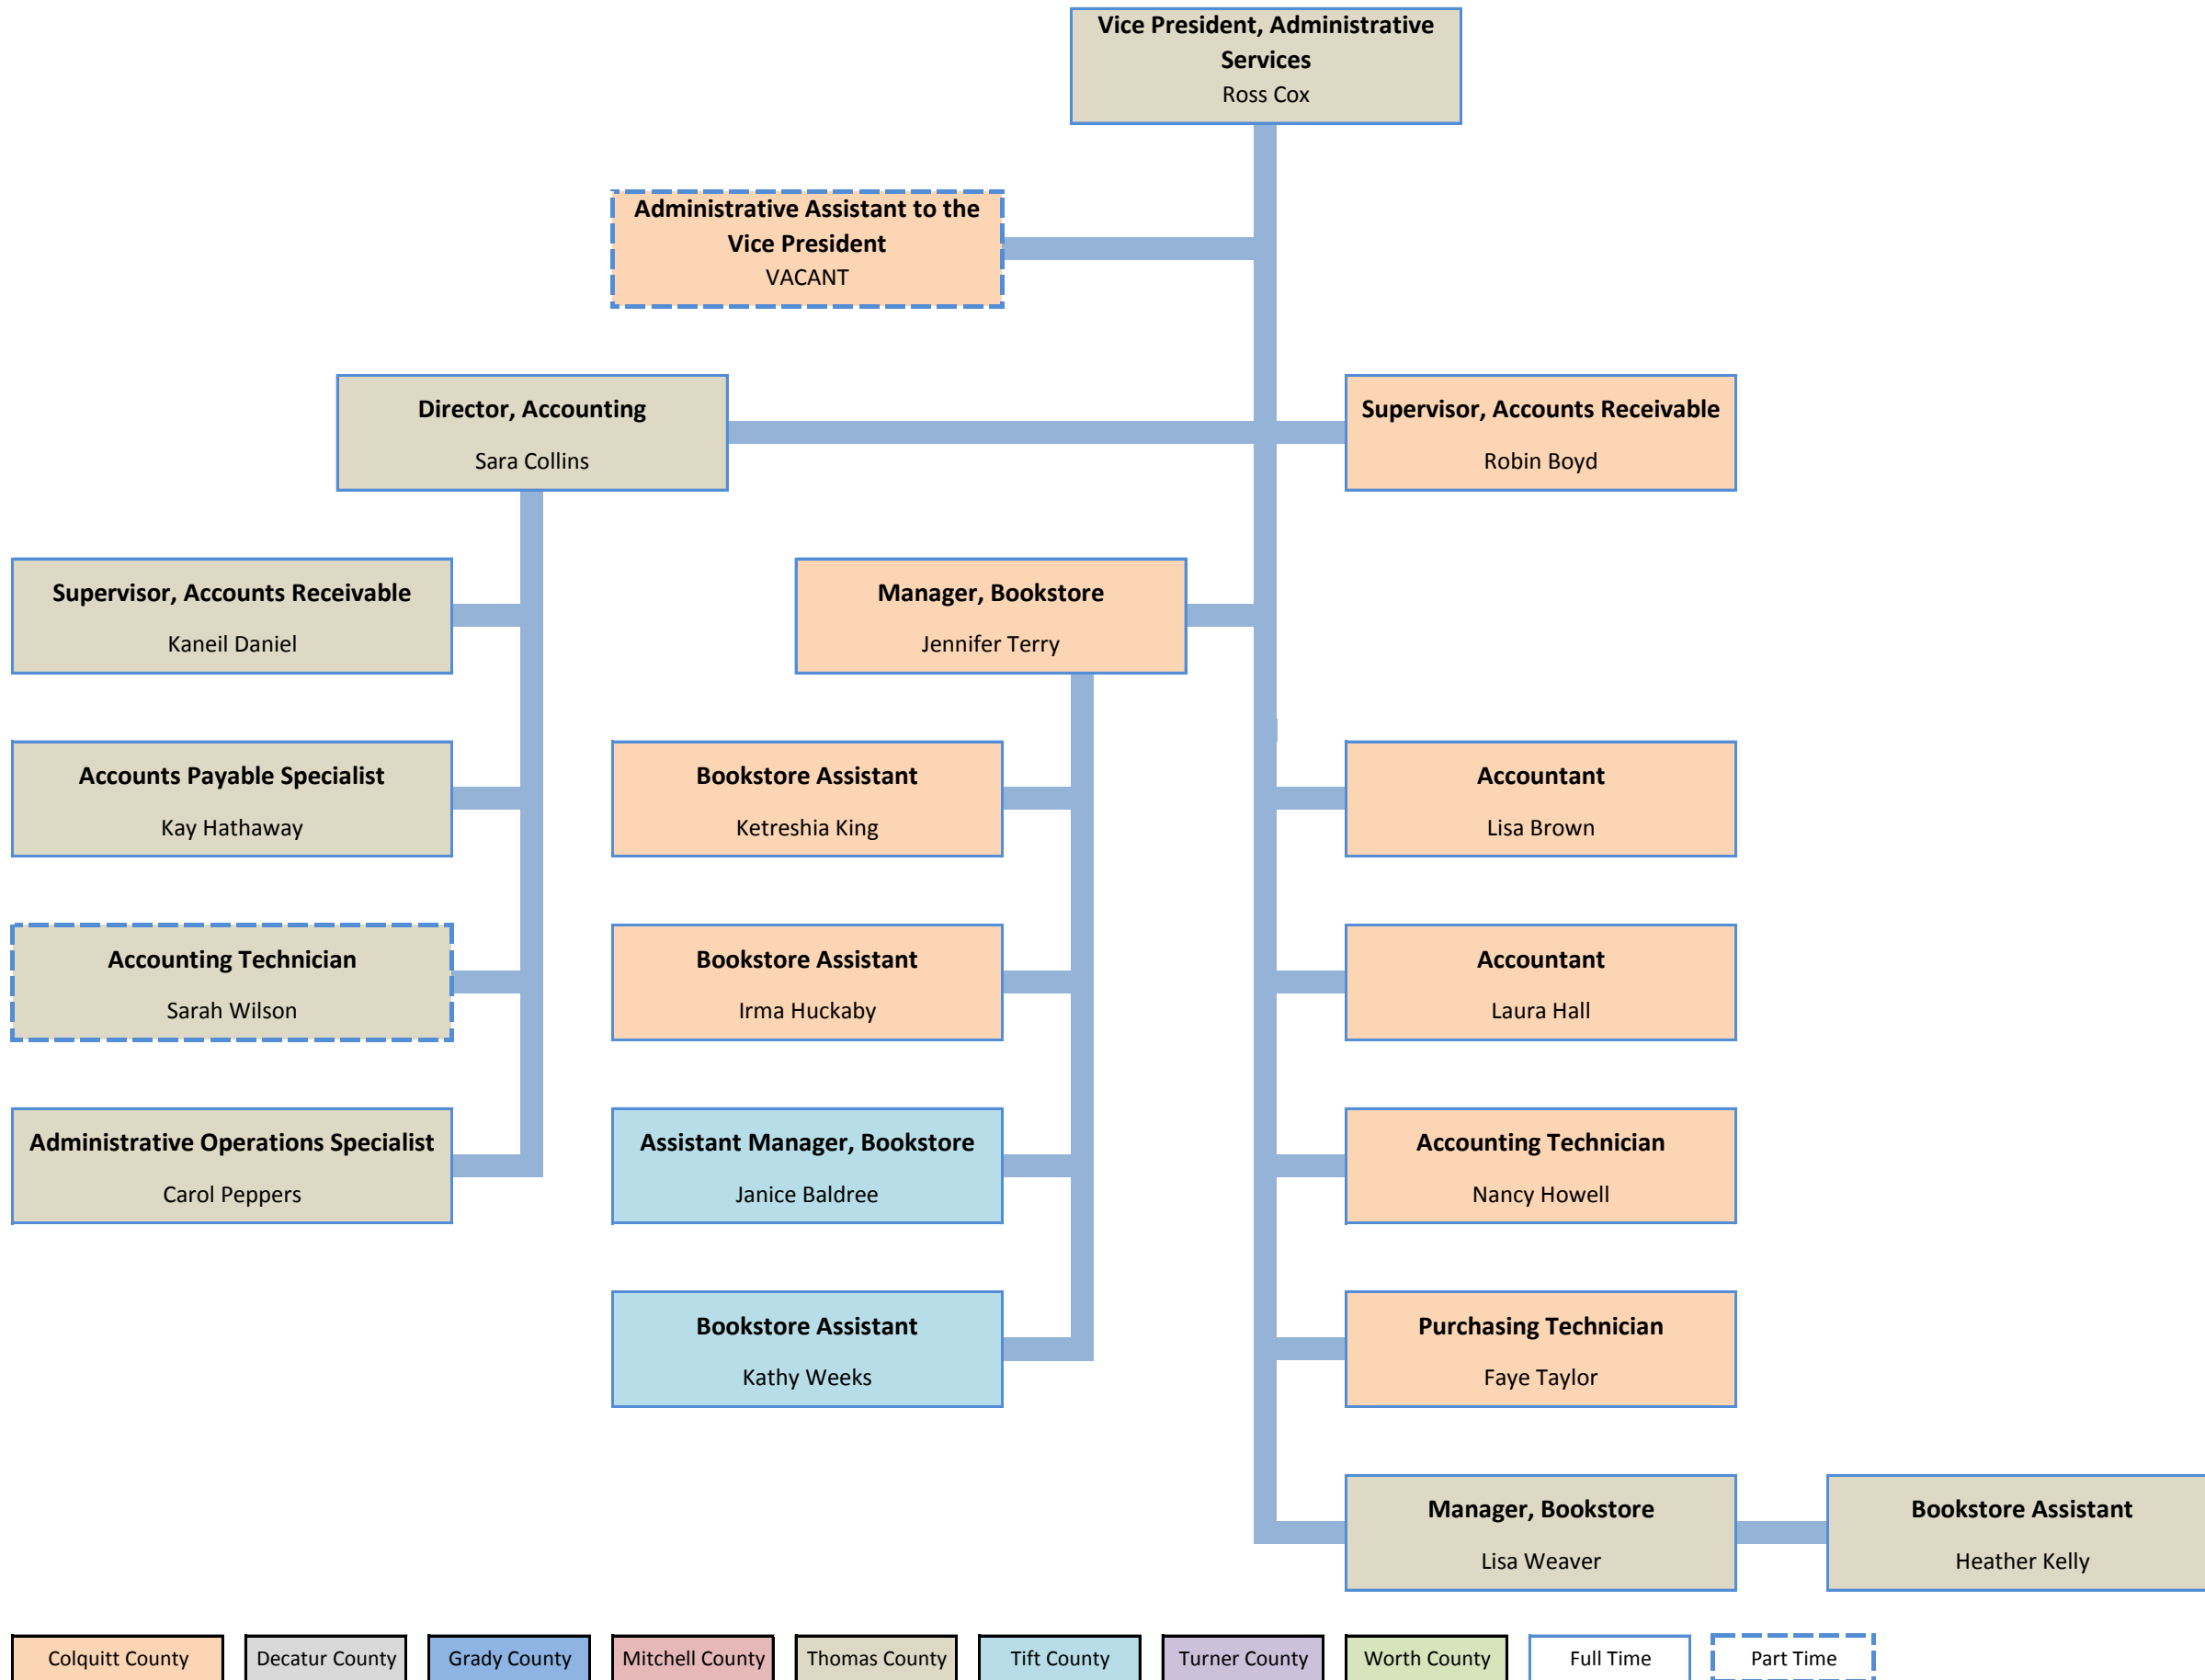 Vice President, Administrative
Services
Ross Cox
Administrative Assistant to the
Vice President
VACANT
Director, Accounting
Sara Collins
Supervisor, Accounts Receivable
Robin Boyd
Supervisor, Accounts Receivable
Kaneil Daniel
Manager, Bookstore
Jennifer Terry
Accounts Payable Specialist
Kay Hathaway
Bookstore Assistant
Ketreshia King
Accountant
Lisa Brown
Accounting Technician
Sarah Wilson
Bookstore Assistant
Irma Huckaby
Accountant
Laura Hall
Administrative Operations Specialist
Carol Peppers
Assistant Manager, Bookstore
Janice Baldree
Accounting Technician
Nancy Howell
Bookstore Assistant
Kathy Weeks
Purchasing Technician
Faye Taylor
Manager, Bookstore
Lisa Weaver
Bookstore Assistant
Heather Kelly
Colquitt County
Decatur County
Grady County
Mitchell County
Thomas County
Tift County
Turner County
Worth County
Full Time
Part Time